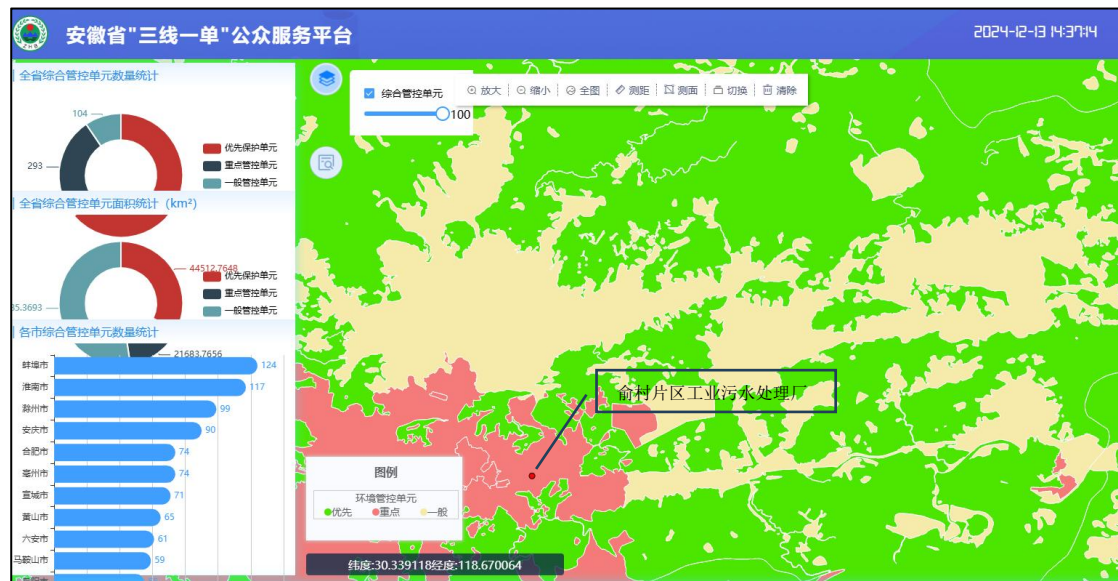 安徽省"三线一单"公众服务平台
2024-12-13 14:37:14
ZHB
全省综合管控单元数量统计
104
293
优先保护单元
重点管控单元
一般管控单元
全省综合管控单元面积统计（km²）
44512.7648
优先保护单元
重点管控单元
35.3693
一般管控单元
21683.7656
各市综合管控单元数量统计
蚌埠市 124
淮南市 117
滁州市 99
安庆市 90
合肥市 74
亳州市 74
宣城市 71
黄山市 65
六安市 61
马鞍山市 59
综合管控单元
100
放大 缩小 全图 测距 测面 切换 清除
俞村片区工业污水处理厂
图例
环境管控单元
优先 重点 一般
纬度:30.339118经度:118.670064